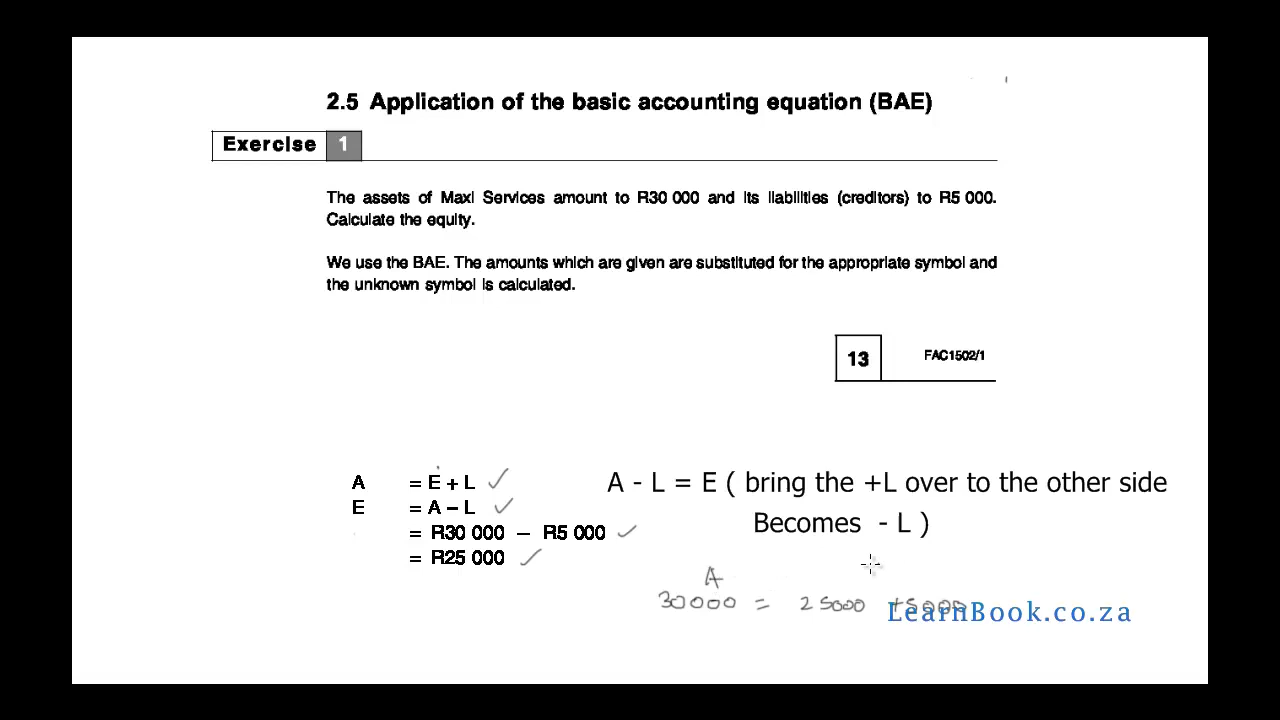 2.5 Application of the basic accounting equation (BAE)
Exercise 1
The assets of Maxi Services amount to R30 000 and its liabilities (creditors) to R5 000.
Calculate the equity.
We use the BAE. The amounts which are given are substituted for the appropriate symbol and
the unknown symbol is calculated.
13 FAC1502/1
A = E + L
E = A – L
= R30 000 – R5 000
= R25 000
A - L = E ( bring the +L over to the other side
Becomes - L )
A
30000 = 25000 +5000
LearnBook.co.za